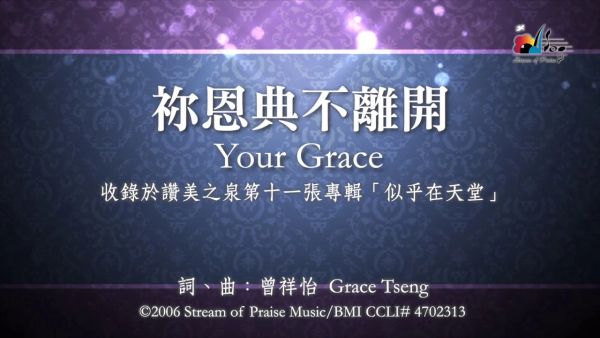 Stream of Praise
祢恩典不離開
Your Grace
收錄於讚美之泉第十一張專輯「似乎在天堂」
詞、曲：曾祥怡 Grace Tseng
©2006 Stream of Praise Music/BMI CCLI# 4702313